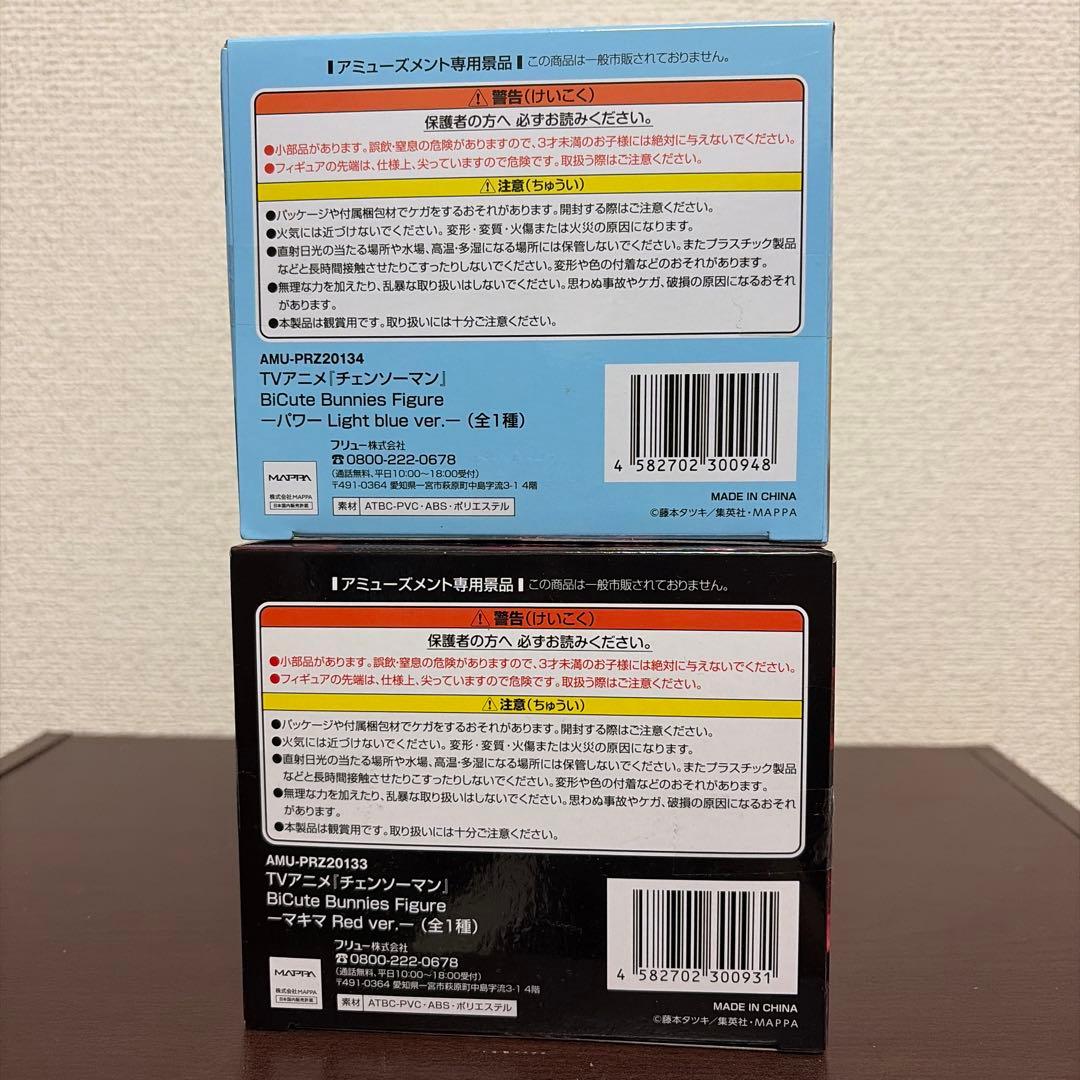 ▌アミューズメント専用景品▐ この商品は一般市販されておりません。
⚠警告(けいこく)
保護者の方へ 必ずお読みください。
●小部品があります。誤飲・窒息の危険がありますので、3才未満のお子様には絶対に与えないでください。
●フィギュアの先端は、仕様上、尖っていますので危険です。取扱う際はご注意ください。
⚠注意(ちゅうい)
●パッケージや付属梱包材でケガをするおそれがあります。開封する際はご注意ください。
●火気には近づけないでください。変形・変質・火傷または火災の原因になります。
●直射日光の当たる場所や水場、高温・多湿になる場所には保管しないでください。またプラスチック製品
などと長時間接触させたりこすったりしないでください。変形や色の付着などのおそれがあります。
●無理な力を加えたり、乱暴な取り扱いはしないでください。思わぬ事故やケガ、破損の原因になるおそれ
があります。
●本製品は観賞用です。取り扱いには十分ご注意ください。
AMU-PRZ20134
TVアニメ『チェンソーマン』
BiCute Bunnies Figure
ーパワー Light blue ver.ー(全1種)
フリュー株式会社
☎0800-222-0678
(通話無料、平日10:00〜18:00受付)
〒491-0364 愛知県一宮市萩原町中島字流3-1 4階
素材 ATBC-PVC・ABS・ポリエステル
MAPPA
株式会社MAPPA
日本国内販売許諾
4 582702 300948
MADE IN CHINA
©藤本タツキ/集英社・MAPPA
▌アミューズメント専用景品▐ この商品は一般市販されておりません。
⚠警告(けいこく)
保護者の方へ 必ずお読みください。
●小部品があります。誤飲・窒息の危険がありますので、3才未満のお子様には絶対に与えないでください。
●フィギュアの先端は、仕様上、尖っていますので危険です。取扱う際はご注意ください。
⚠注意(ちゅうい)
●パッケージや付属梱包材でケガをするおそれがあります。開封する際はご注意ください。
●火気には近づけないでください。変形・変質・火傷または火災の原因になります。
●直射日光の当たる場所や水場、高温・多湿になる場所には保管しないでください。またプラスチック製品
などと長時間接触させたりこすったりしないでください。変形や色の付着などのおそれがあります。
●無理な力を加えたり、乱暴な取り扱いはしないでください。思わぬ事故やケガ、破損の原因になるおそれ
があります。
●本製品は観賞用です。取り扱いには十分ご注意ください。
AMU-PRZ20133
TVアニメ『チェンソーマン』
BiCute Bunnies Figure
ーマキマ Red ver.ー(全1種)
フリュー株式会社
☎0800-222-0678
(通話無料、平日10:00〜18:00受付)
〒491-0364 愛知県一宮市萩原町中島字流3-1 4階
素材 ATBC-PVC・ABS・ポリエステル
MAPPA
株式会社MAPPA
日本国内販売許諾
4 582702 300931
MADE IN CHINA
©藤本タツキ/集英社・MAPPA